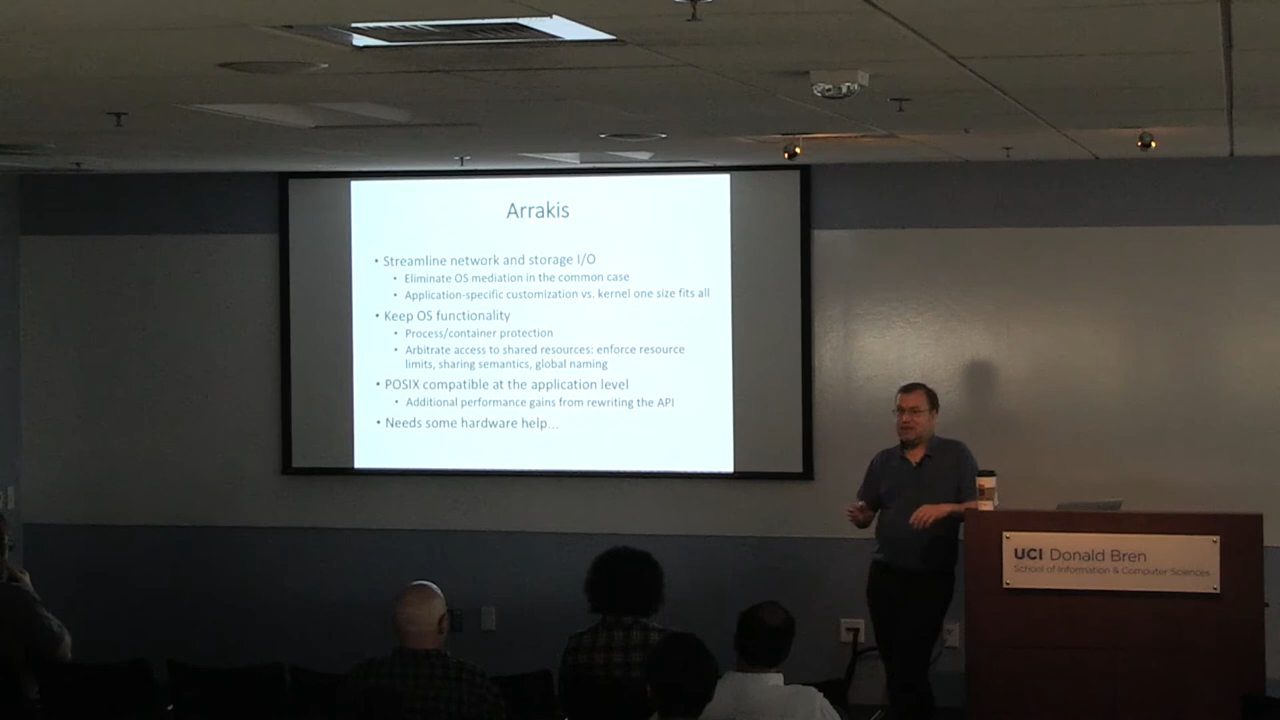 Arrakis
• Streamline network and storage I/O
• Eliminate OS mediation in the common case
• Application-specific customization vs. kernel one size fits all
• Keep OS functionality
• Process/container protection
• Arbitrate access to shared resources: enforce resource
limits, sharing semantics, global naming
• POSIX compatible at the application level
• Additional performance gains from rewriting the API
• Needs some hardware help...
UCI Donald Bren
School of Information & Computer Sciences